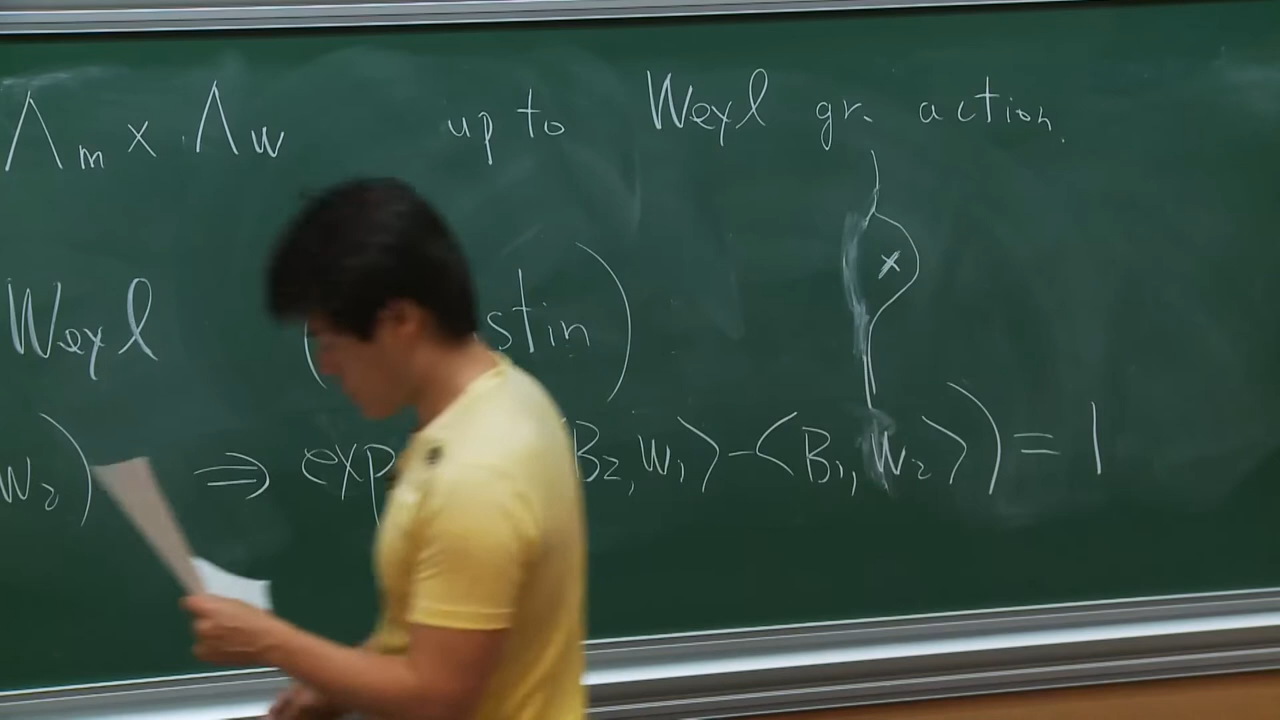 Λm × Λw up to Weyl gr. action.
Weyl ( stin )
w₂) ⇒ exp B₂, w₁⟩-⟨B₁, w₂⟩) = 1